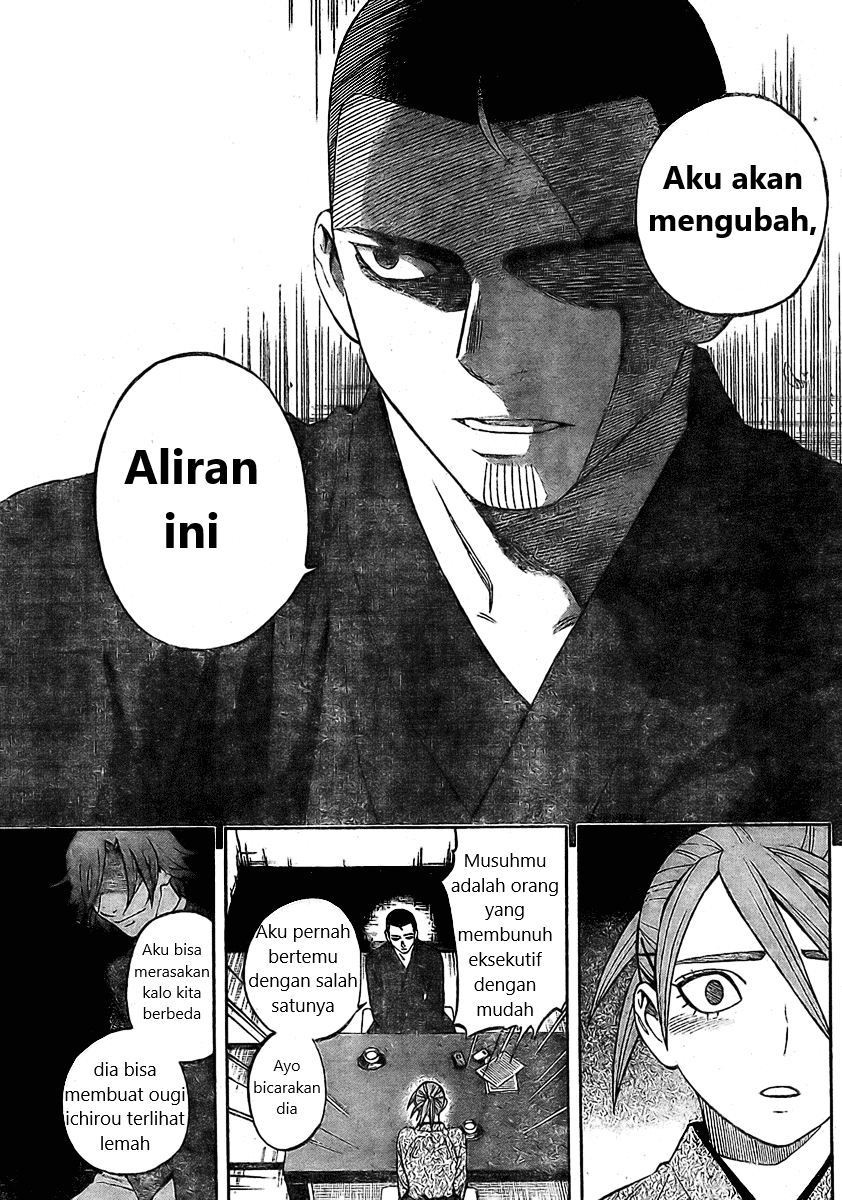 Aku akan
mengubah,
Aliran
ini
Musuhmu
adalah orang
yang
membunuh
eksekutif
dengan
mudah
Aku pernah
bertemu
dengan salah
satunya
Ayo
bicarakan
dia
Aku bisa
merasakan
kalo kita
berbeda
dia bisa
membuat ougi
ichirou terlihat
lemah